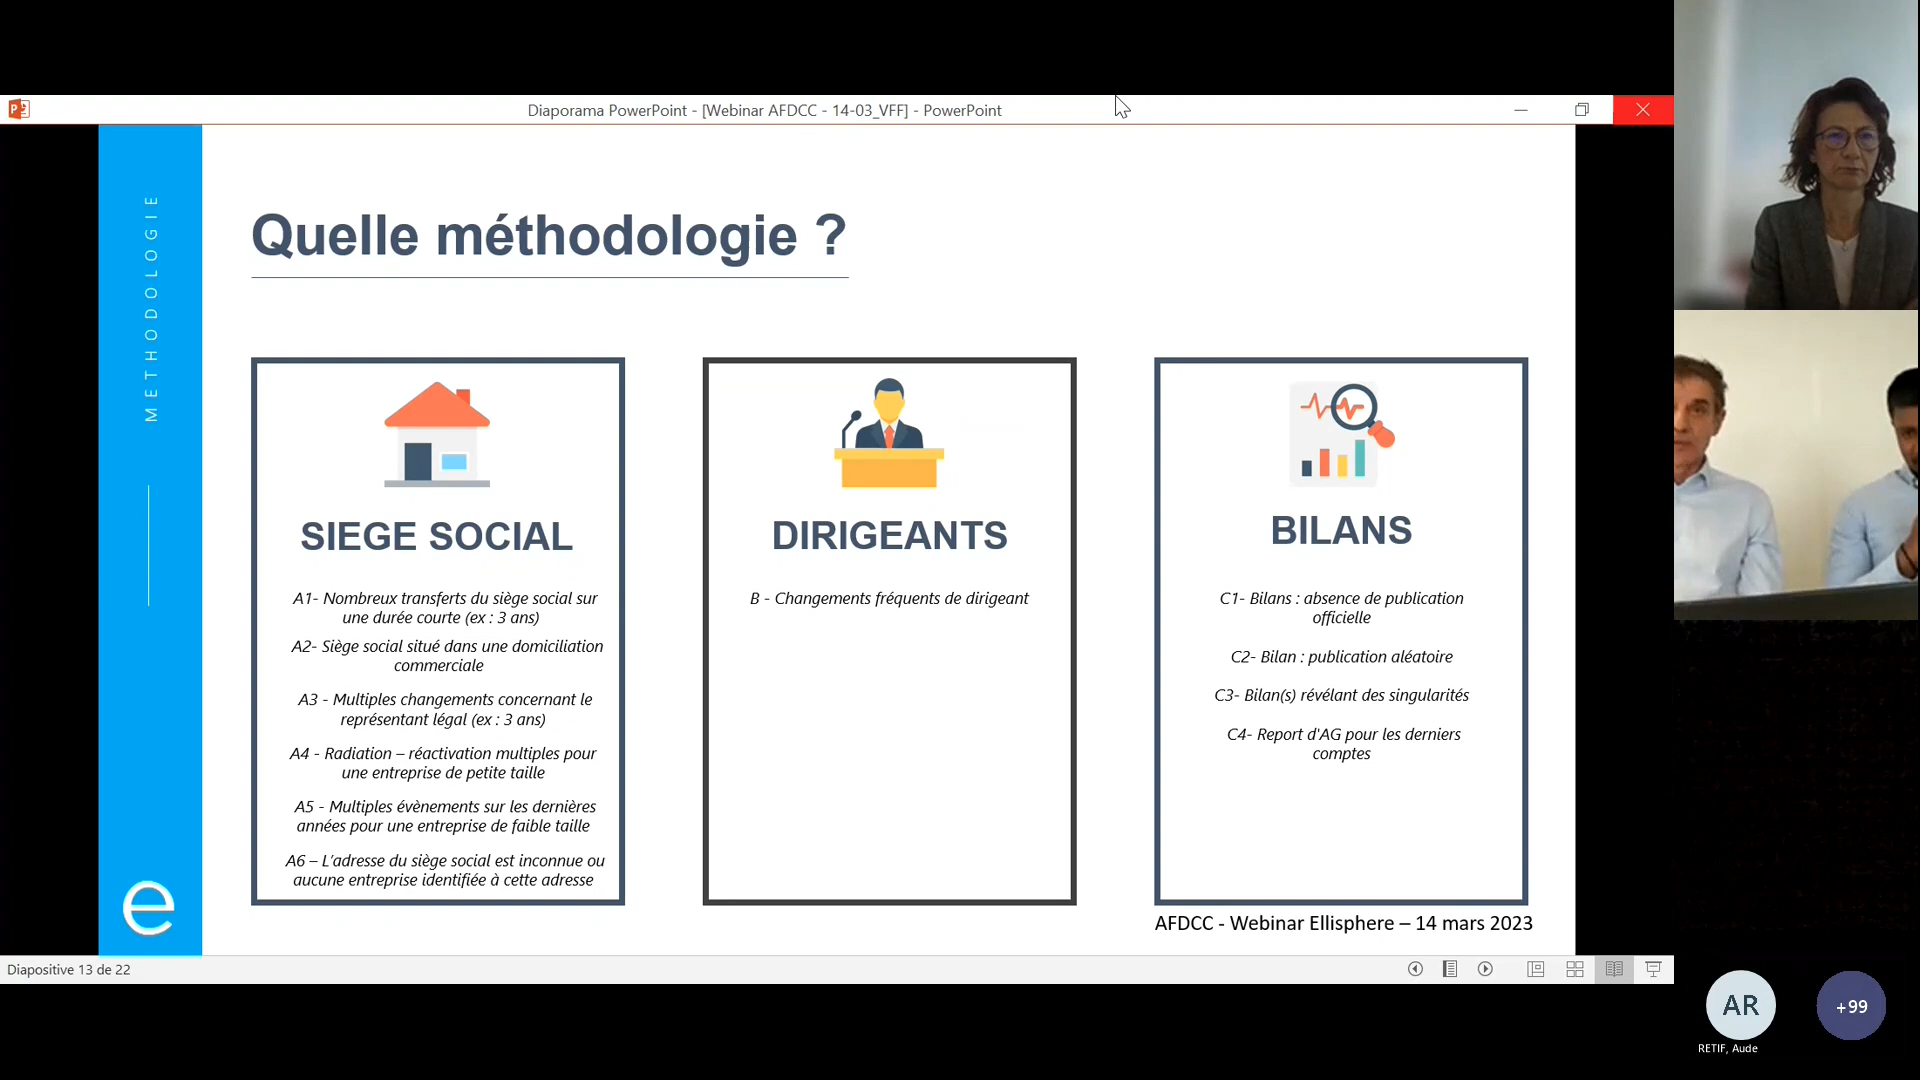 Diaporama PowerPoint - [Webinar AFDCC - 14-03_VFF] - PowerPoint
METHODOLOGIE
Quelle méthodologie ?
SIEGE SOCIAL
A1- Nombreux transferts du siège social sur
une durée courte (ex : 3 ans)
A2- Siège social situé dans une domiciliation
commerciale
A3 - Multiples changements concernant le
représentant légal (ex : 3 ans)
A4 - Radiation – réactivation multiples pour
une entreprise de petite taille
A5 - Multiples évènements sur les dernières
années pour une entreprise de faible taille
A6 – L'adresse du siège social est inconnue ou
aucune entreprise identifiée à cette adresse
DIRIGEANTS
B - Changements fréquents de dirigeant
BILANS
C1- Bilans : absence de publication
officielle
C2- Bilan : publication aléatoire
C3- Bilan(s) révélant des singularités
C4- Report d'AG pour les derniers
comptes
e
AFDCC - Webinar Ellisphere – 14 mars 2023
Diapositive 13 de 22
AR
+99
RETIF, Aude